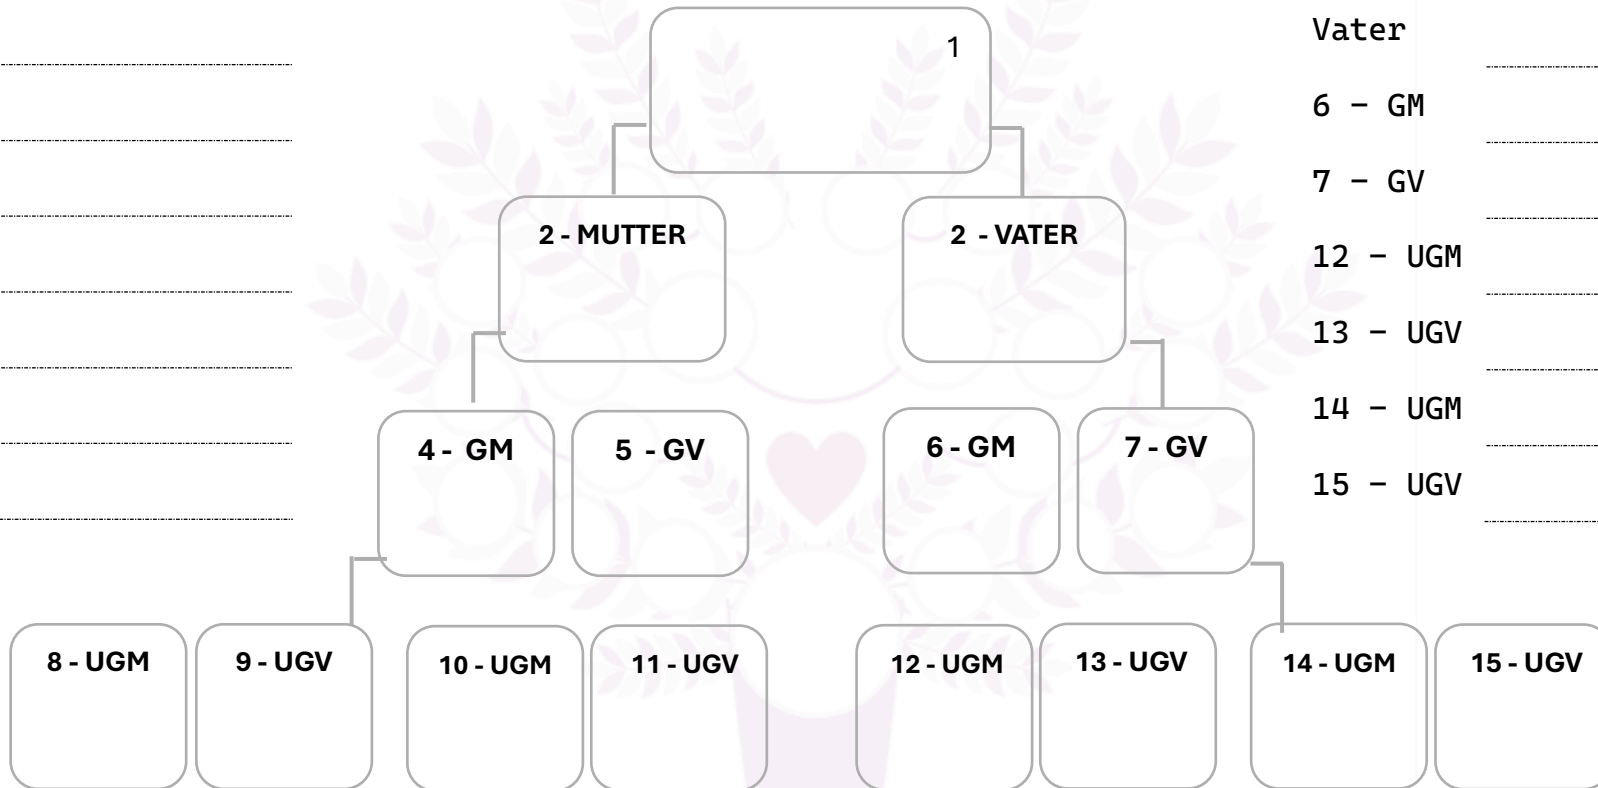 1
2 - MUTTER
2 - VATER
4 - GM
5 - GV
6 - GM
7 - GV
8 - UGM
9 - UGV
10 - UGM
11 - UGV
12 - UGM
13 - UGV
14 - UGM
15 - UGV
Vater
6 – GM
7 – GV
12 – UGM
13 – UGV
14 – UGM
15 – UGV